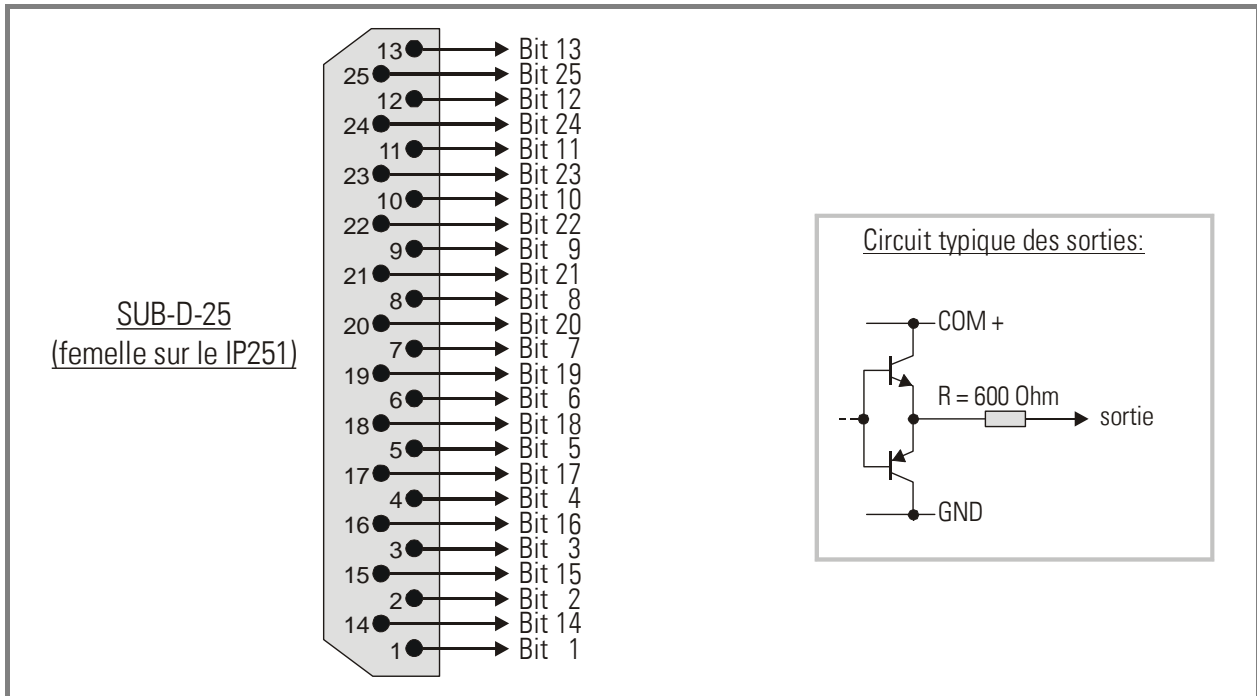 SUB-D-25
(femelle sur le IP251)
13 Bit 13
25 Bit 25
12 Bit 12
24 Bit 24
11 Bit 11
23 Bit 23
10 Bit 10
22 Bit 22
9 Bit 9
21 Bit 21
8 Bit 8
20 Bit 20
7 Bit 7
19 Bit 19
6 Bit 6
18 Bit 18
5 Bit 5
17 Bit 17
4 Bit 4
16 Bit 16
3 Bit 3
15 Bit 15
2 Bit 2
14 Bit 14
1 Bit 1
Circuit typique des sorties:
COM +
R = 600 Ohm
sortie
GND